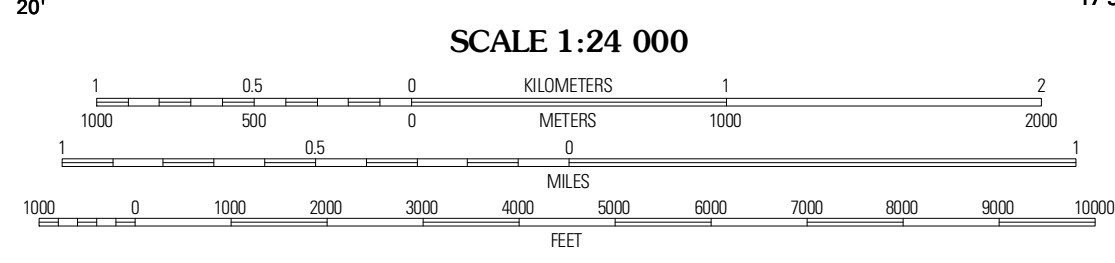 20'
SCALE 1:24 000
1 0.5 0 KILOMETERS 1 2
1000 500 0 METERS 1000 2000
1 0.5 0 1
MILES
1000 0 1000 2000 3000 4000 5000 6000 7000 8000 9000 10000
FEET